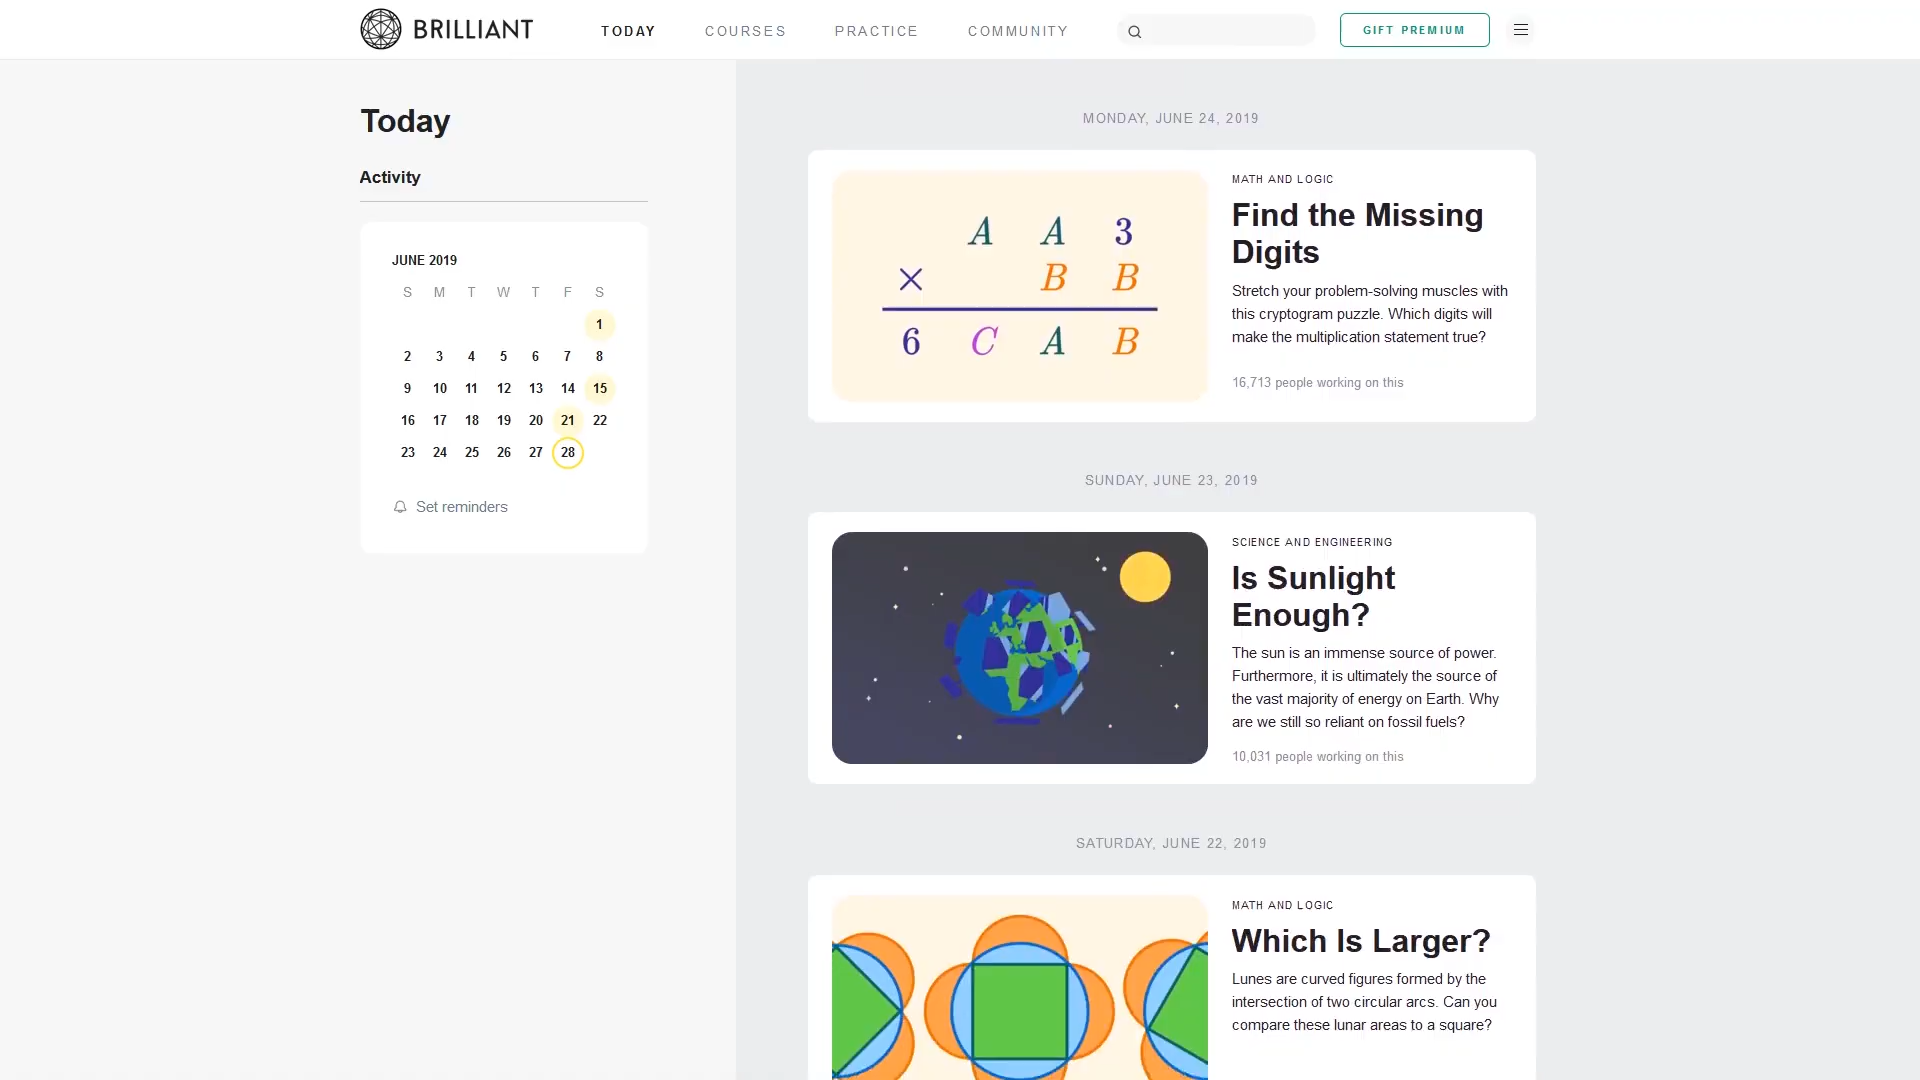 BRILLIANT
TODAY COURSES PRACTICE COMMUNITY
GIFT PREMIUM
Today
Activity
JUNE 2019
S M T W T F S
1
2 3 4 5 6 7 8
9 10 11 12 13 14 15
16 17 18 19 20 21 22
23 24 25 26 27 28
Set reminders
MONDAY, JUNE 24, 2019
A A 3
× B B
6 C A B
MATH AND LOGIC
Find the Missing
Digits
Stretch your problem-solving muscles with
this cryptogram puzzle. Which digits will
make the multiplication statement true?
16,713 people working on this
SUNDAY, JUNE 23, 2019
SCIENCE AND ENGINEERING
Is Sunlight
Enough?
The sun is an immense source of power.
Furthermore, it is ultimately the source of
the vast majority of energy on Earth. Why
are we still so reliant on fossil fuels?
10,031 people working on this
SATURDAY, JUNE 22, 2019
MATH AND LOGIC
Which Is Larger?
Lunes are curved figures formed by the
intersection of two circular arcs. Can you
compare these lunar areas to a square?